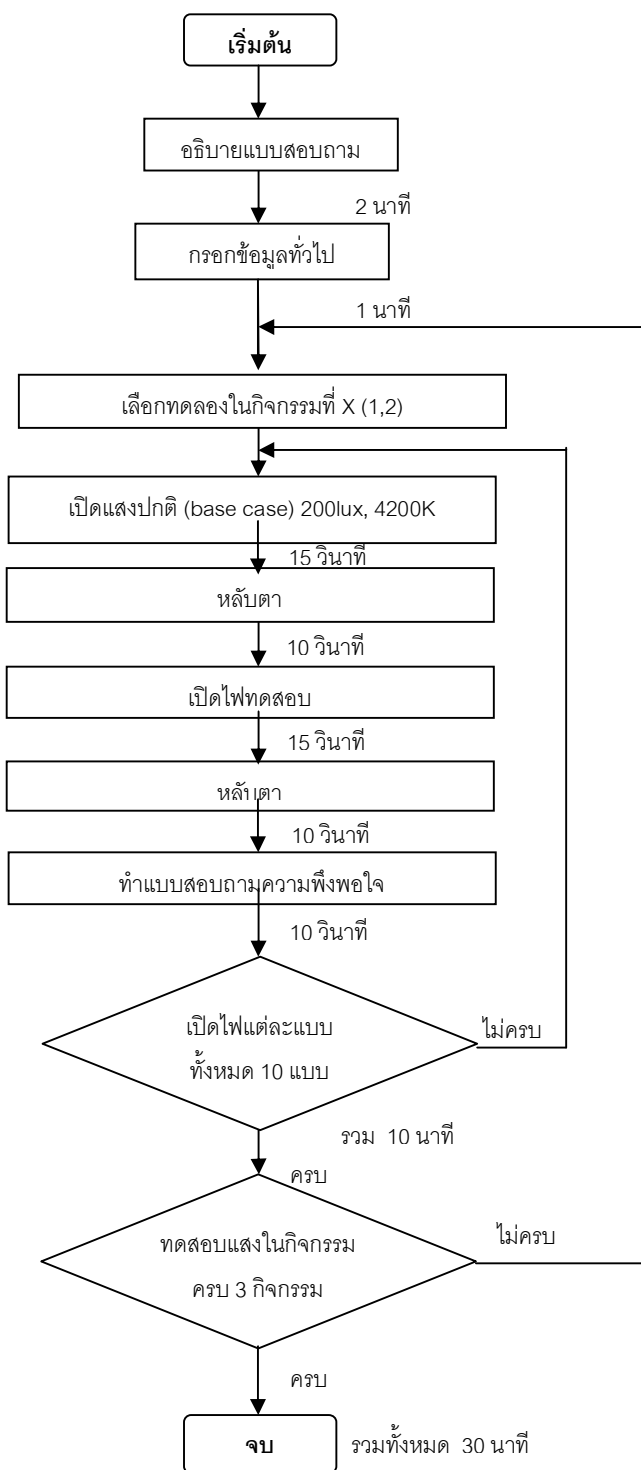 เริ่มต้น
อธิบายแบบสอบถาม
2 นาที
กรอกข้อมูลทั่วไป
1 นาที
เลือกทดลองในกิจกรรมที่ X (1,2)
เปิดแสงปกติ (base case) 200lux, 4200K
15 วินาที
หลับตา
10 วินาที
เปิดไฟทดสอบ
15 วินาที
หลับตา
10 วินาที
ทำแบบสอบถามความพึงพอใจ
10 วินาที
เปิดไฟแต่ละแบบ
ทั้งหมด 10 แบบ
ไม่ครบ
รวม 10 นาที
ครบ
ทดสอบแสงในกิจกรรม
ครบ 3 กิจกรรม
ไม่ครบ
ครบ
จบ
รวมทั้งหมด 30 นาที